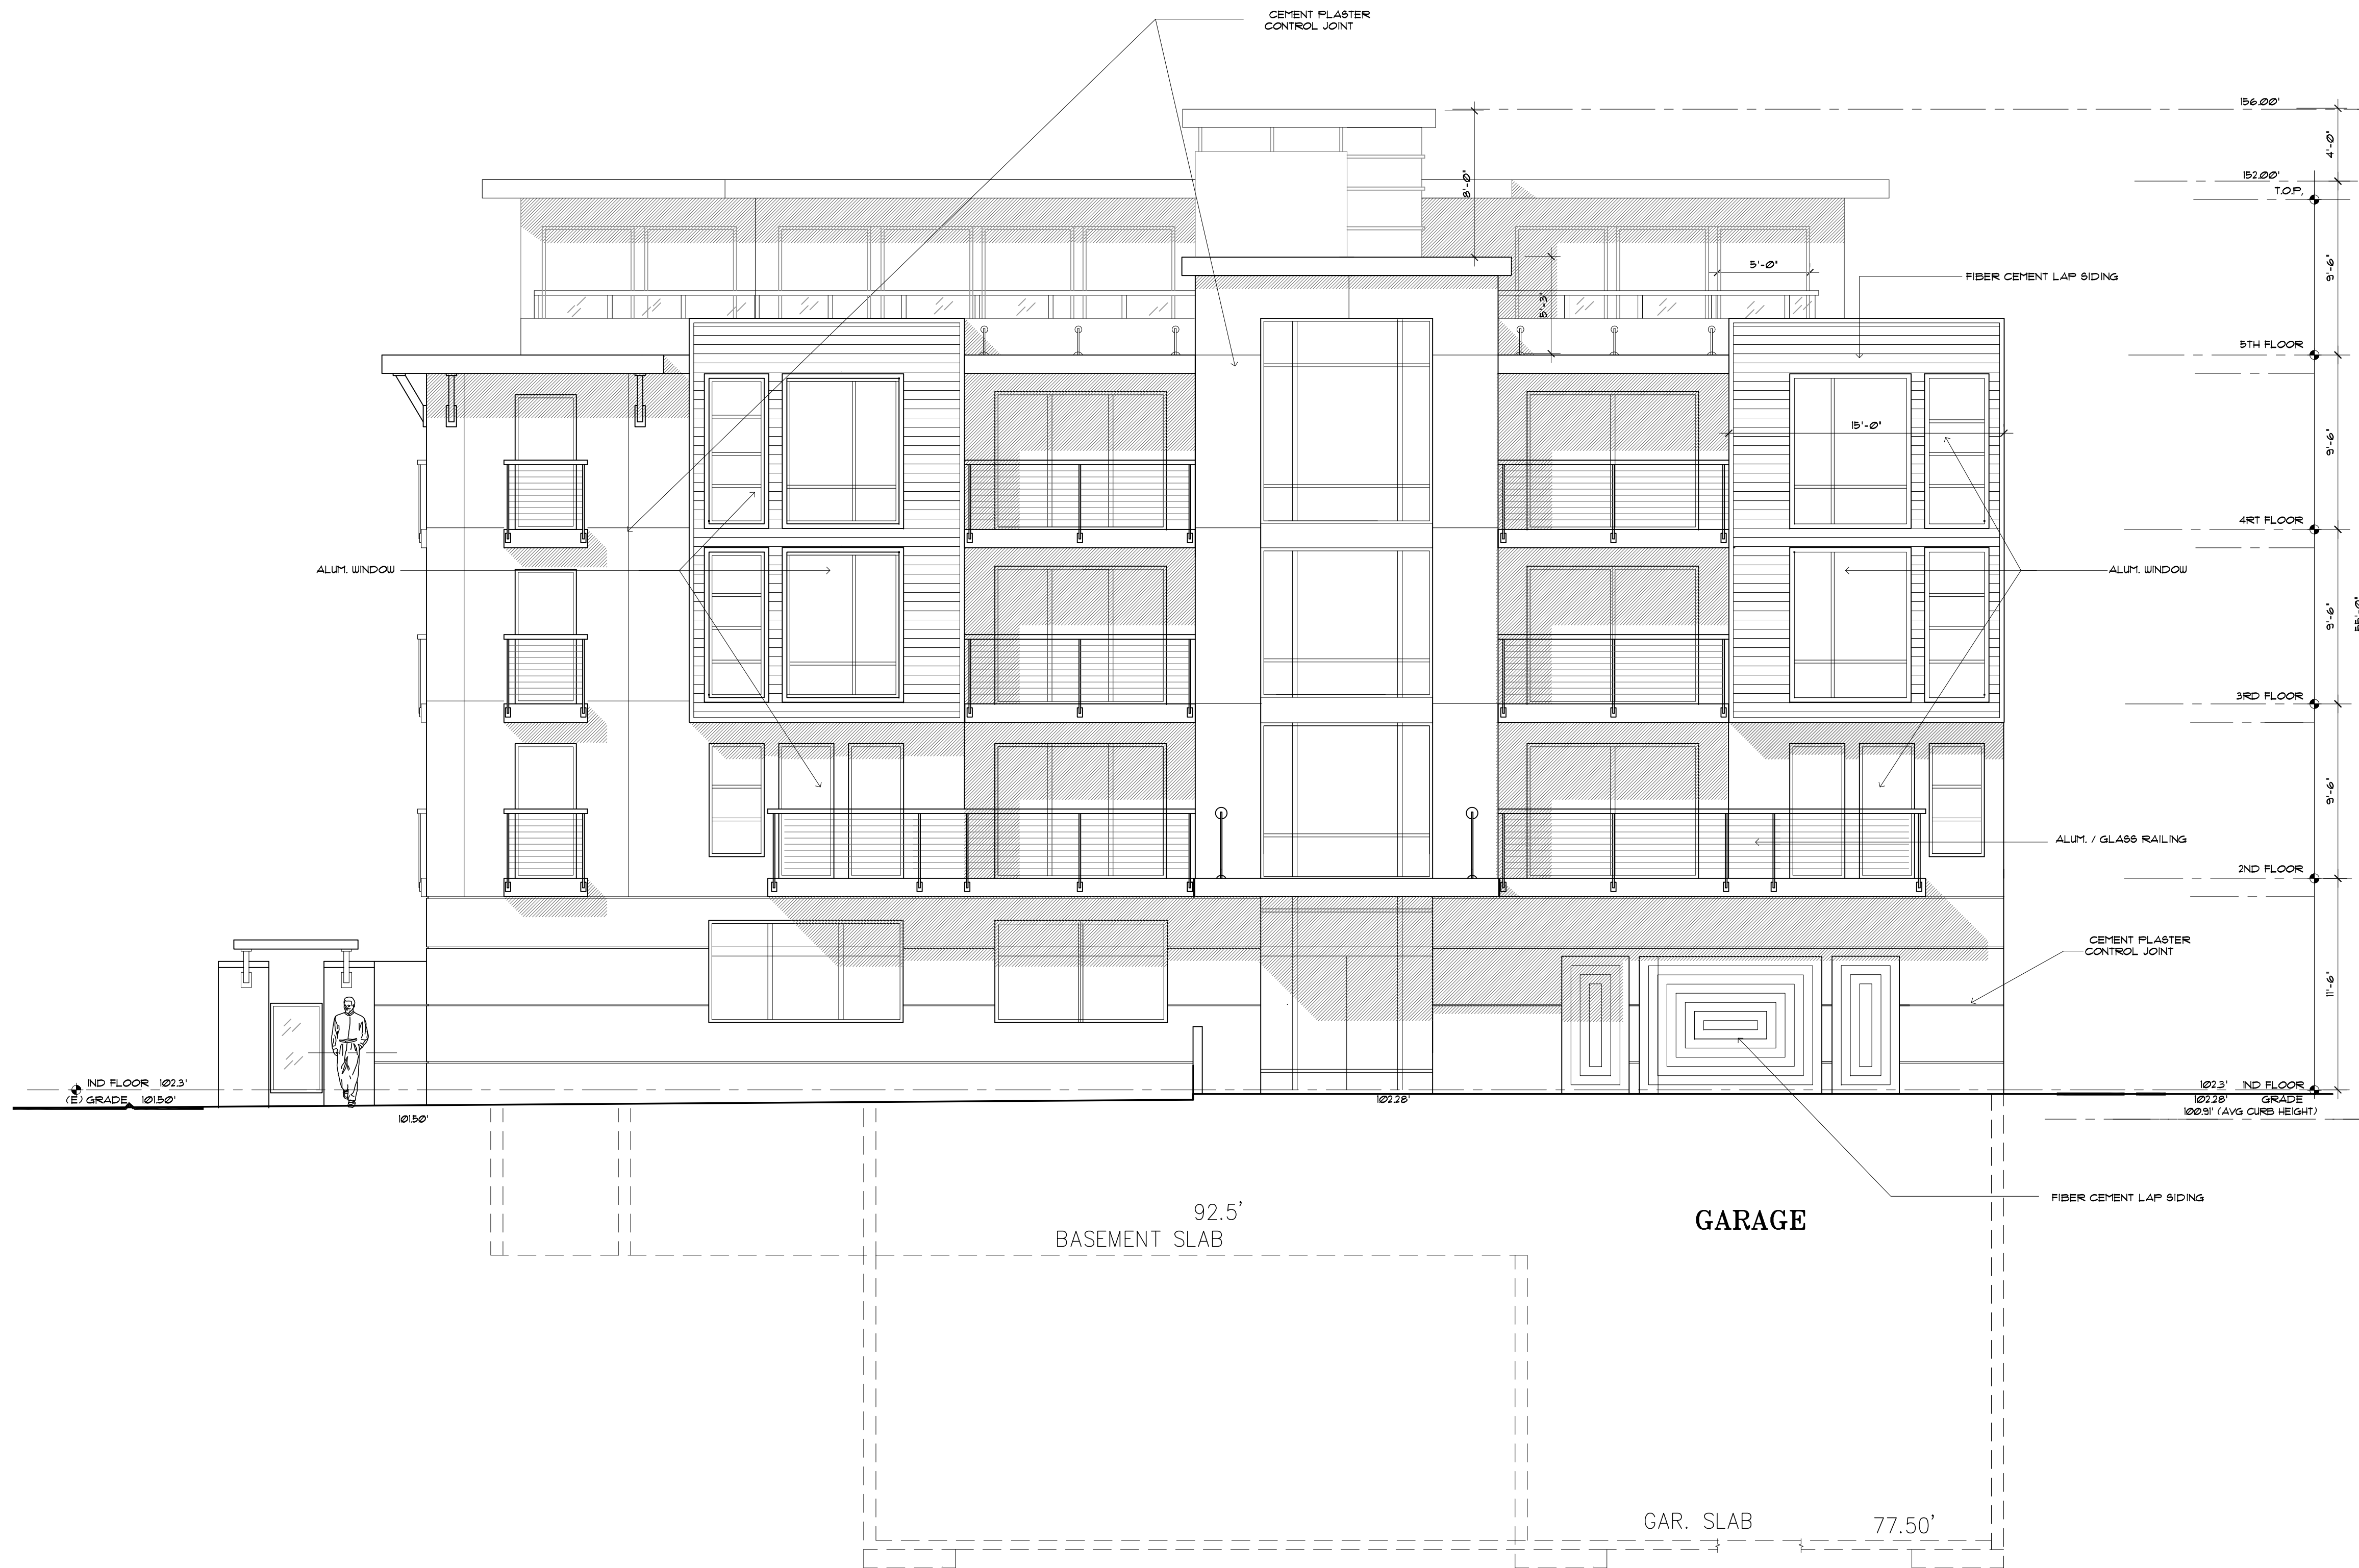 CEMENT PLASTER
CONTROL JOINT
156.00'
4'-0"
8'-0"
152.00'
T.O.P.
5'-0"
FIBER CEMENT LAP SIDING
9'-6"
5'-3"
5TH FLOOR
15'-0"
9'-6"
4RT FLOOR
ALUM. WINDOW
ALUM. WINDOW
9'-6"
55'-0"
3RD FLOOR
9'-6"
ALUM. / GLASS RAILING
2ND FLOOR
CEMENT PLASTER
CONTROL JOINT
11'-6"
1ND FLOOR 102.3'
(E) GRADE 101.50'
101.50'
102.28'
102.3' 1ND FLOOR
102.28' GRADE
100.91' (AVG CURB HEIGHT)
FIBER CEMENT LAP SIDING
92.5'
BASEMENT SLAB
GARAGE
GAR. SLAB 77.50'